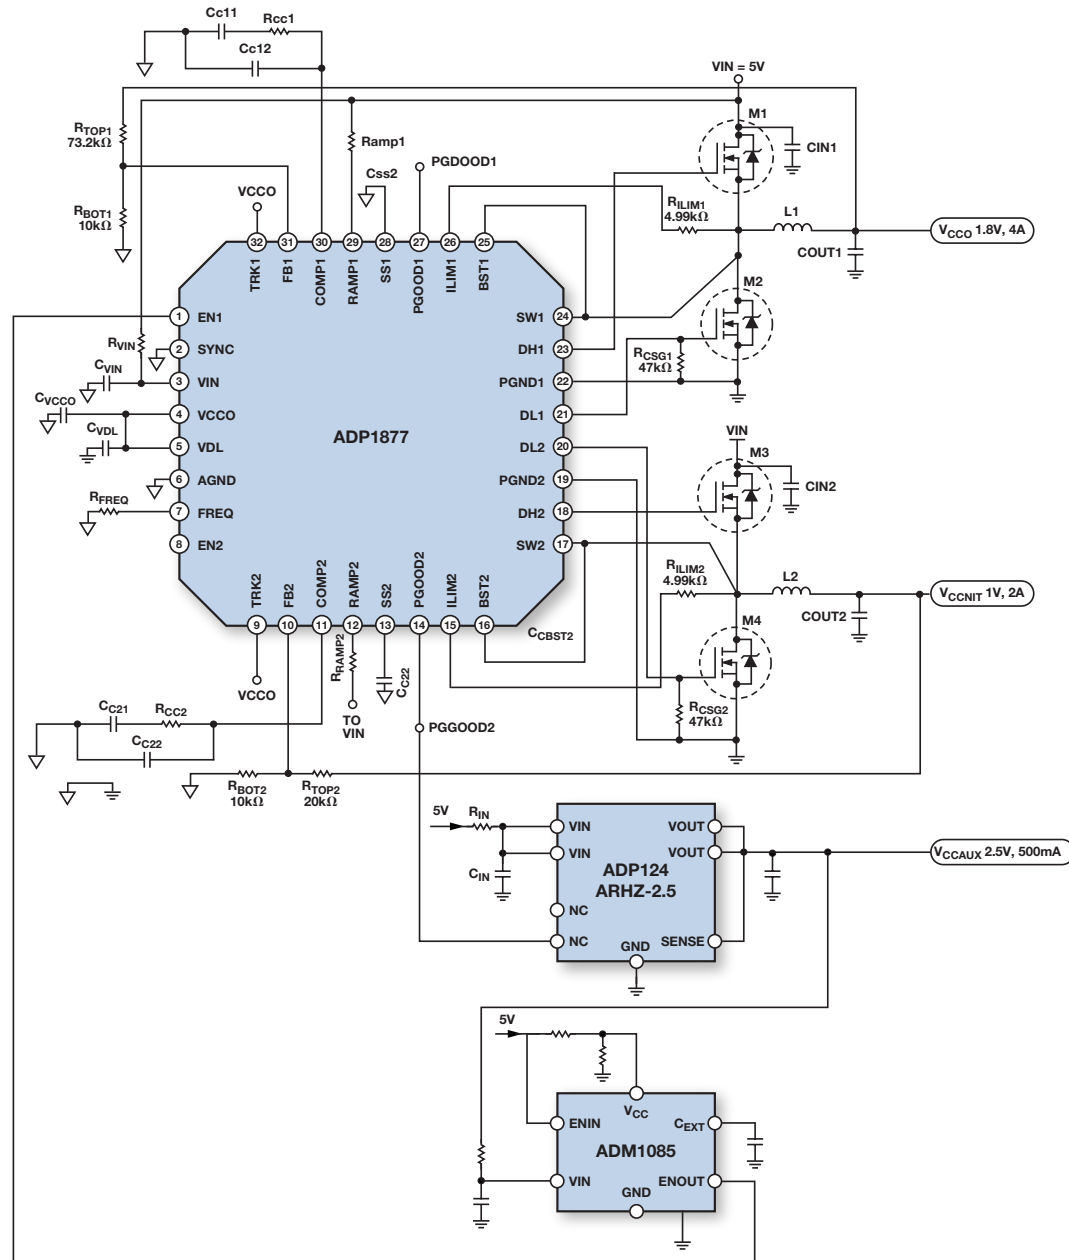 Cc11
Rcc1
Cc12
VIN = 5V
M1
CIN1
RTOP1
73.2kΩ
Ramp1
Css2
PGDOOD1
VCCO
RBOT1
10kΩ
RILIM1
4.99kΩ
L1
VCCO 1.8V, 4A
COUT1
32 31 30 29 28 27 26 25
TRK1 FB1 COMP1 RAMP1 SS1 PGOOD1 ILIM1 BST1
M2
1 EN1
SW1 24
RVIN
2 SYNC
DH1 23
RCSG1
47kΩ
CVIN
3 VIN
PGND1 22
CVCCO
4 VCCO
DL1 21
CVDL
5 VDL
ADP1877
DL2 20
VIN
M3
6 AGND
PGND2 19
CIN2
RFREQ
7 FREQ
DH2 18
8 EN2
SW2 17
RILIM2
4.99kΩ
L2
VCCNIT 1V, 2A
COUT2
TRK2 FB2 COMP2 RAMP2 SS2 PGOOD2 ILIM2 BST2
9 10 11 12 13 14 15 16
CCBST2
M4
RRAMP2
CC22
VCCO
TO
VIN
PGGOOD2
RCSG2
47kΩ
CC21
RCC2
CC22
RBOT2
10kΩ
RTOP2
20kΩ
5V
RIN
CIN
VIN
VOUT
VIN
VOUT
ADP124
ARHZ-2.5
NC
NC
GND
SENSE
VCCAUX 2.5V, 500mA
5V
VCC
ENIN
CEXT
ADM1085
VIN
ENOUT
GND